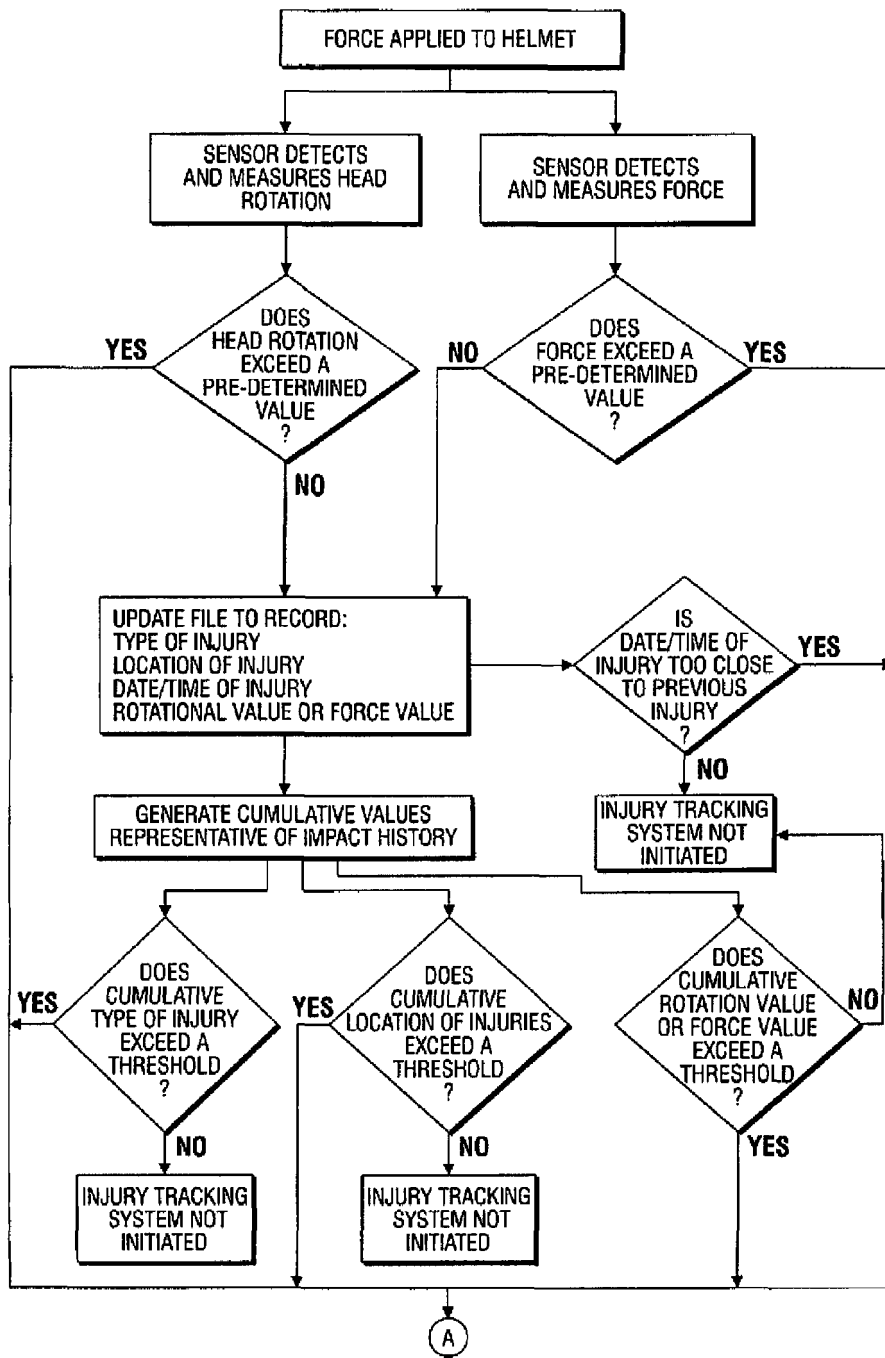 FORCE APPLIED TO HELMET
SENSOR DETECTS
AND MEASURES HEAD
ROTATION
SENSOR DETECTS
AND MEASURES FORCE
DOES
HEAD ROTATION
EXCEED A
PRE-DETERMINED
VALUE
?
YES
NO
DOES
FORCE EXCEED A
PRE-DETERMINED
VALUE
?
NO
YES
UPDATE FILE TO RECORD:
TYPE OF INJURY
LOCATION OF INJURY
DATE/TIME OF INJURY
ROTATIONAL VALUE OR FORCE VALUE
IS
DATE/TIME OF
INJURY TOO CLOSE
TO PREVIOUS
INJURY
?
YES
NO
GENERATE CUMULATIVE VALUES
REPRESENTATIVE OF IMPACT HISTORY
INJURY TRACKING
SYSTEM NOT
INITIATED
DOES
CUMULATIVE
TYPE OF INJURY
EXCEED A
THRESHOLD
?
YES
NO
DOES
CUMULATIVE
LOCATION OF INJURIES
EXCEED A
THRESHOLD
?
YES
NO
DOES
CUMULATIVE
ROTATION VALUE
OR FORCE VALUE
EXCEED A
THRESHOLD
?
NO
YES
INJURY TRACKING
SYSTEM NOT
INITIATED
INJURY TRACKING
SYSTEM NOT
INITIATED
A